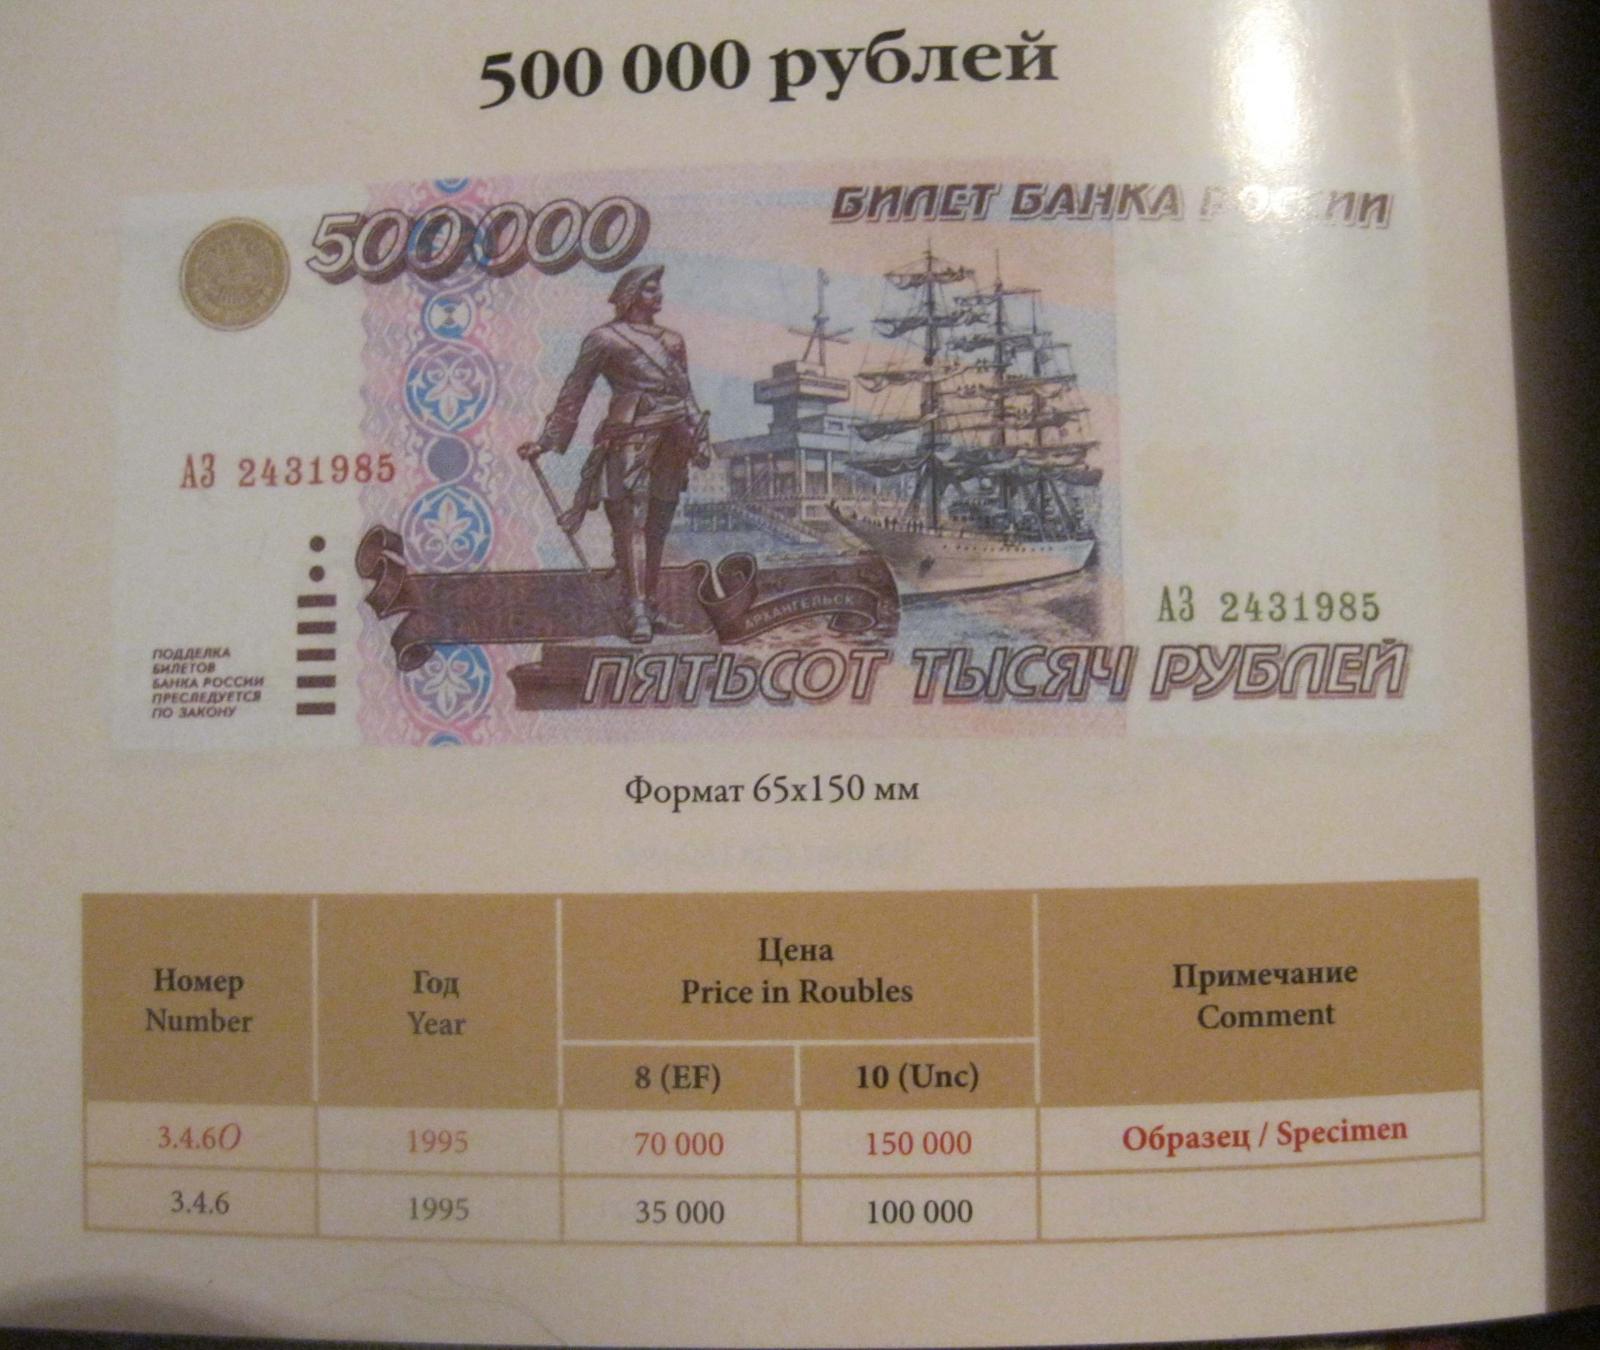 500 000 рублей
500000
БИЛЕТ БАНКА РОССИИ
АЗ 2431985
АРХАНГЕЛЬСК
АЗ 2431985
ПОДДЕЛКА
БИЛЕТОВ
БАНКА РОССИИ
ПРЕСЛЕДУЕТСЯ
ПО ЗАКОНУ
ПЯТЬСОТ ТЫСЯЧ РУБЛЕЙ
Формат 65x150 мм
Номер Number | Год Year | Цена Price in Roubles | Примечание Comment
8 (EF) | 10 (Unc)
3.4.6О | 1995 | 70 000 | 150 000 | Образец / Specimen
3.4.6 | 1995 | 35 000 | 100 000